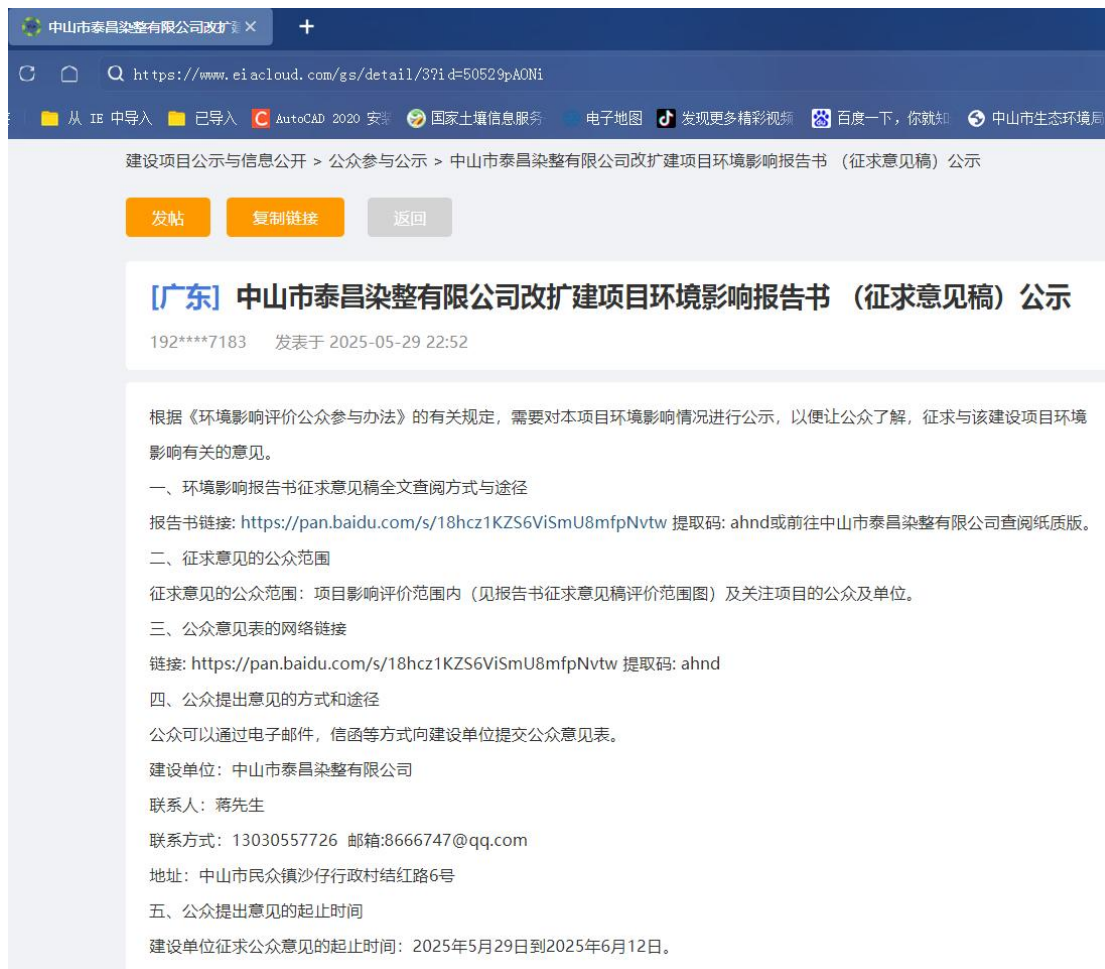 中山市泰昌染整有限公司改扩
https://www.eiacloud.com/gs/detail/3?id=50529pAONi
从 IE 中导入 已导入 AutoCAD 2020 安装 国家土壤信息服务 电子地图 发现更多精彩视频 百度一下，你就知 中山市生态环境局
建设项目公示与信息公开 > 公众参与公示 > 中山市泰昌染整有限公司改扩建项目环境影响报告书 （征求意见稿）公示
发帖 复制链接 返回
[广东] 中山市泰昌染整有限公司改扩建项目环境影响报告书 （征求意见稿）公示
192****7183 发表于 2025-05-29 22:52
根据《环境影响评价公众参与办法》的有关规定，需要对本项目环境影响情况进行公示，以便让公众了解，征求与该建设项目环境
影响有关的意见。
一、环境影响报告书征求意见稿全文查阅方式与途径
报告书链接: https://pan.baidu.com/s/18hcz1KZS6ViSmU8mfpNvtw 提取码: ahnd或前往中山市泰昌染整有限公司查阅纸质版。
二、征求意见的公众范围
征求意见的公众范围：项目影响评价范围内（见报告书征求意见稿评价范围图）及关注项目的公众及单位。
三、公众意见表的网络链接
链接: https://pan.baidu.com/s/18hcz1KZS6ViSmU8mfpNvtw 提取码: ahnd
四、公众提出意见的方式和途径
公众可以通过电子邮件，信函等方式向建设单位提交公众意见表。
建设单位：中山市泰昌染整有限公司
联系人：蒋先生
联系方式：13030557726 邮箱:8666747@qq.com
地址：中山市民众镇沙仔行政村结红路6号
五、公众提出意见的起止时间
建设单位征求公众意见的起止时间：2025年5月29日到2025年6月12日。